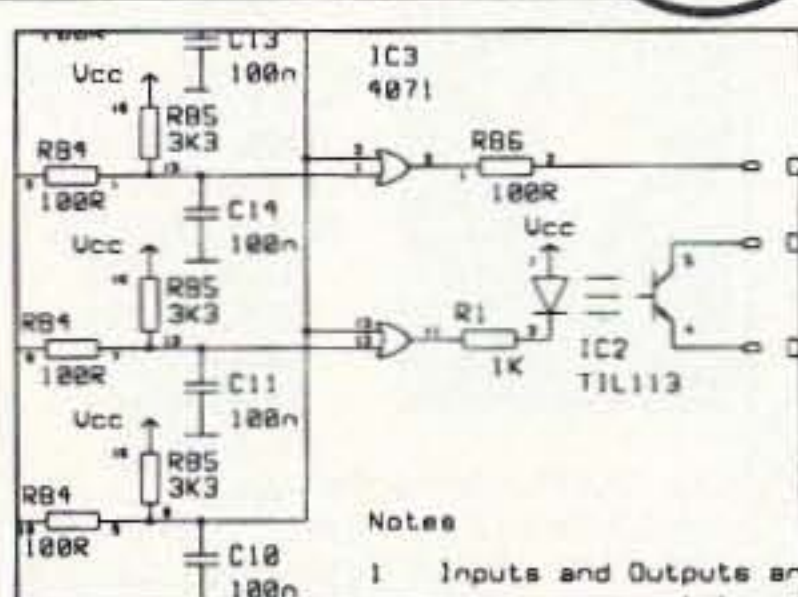 C13
100n
IC3
4071
Vcc
RB5
3K3
RB4
100R
RB6
100R
C14
100n
Vcc
Vcc
RB5
3K3
RB4
100R
R1
1K
IC2
TIL113
C11
100n
Vcc
RB5
3K3
RB4
100R
C10
100n
Notes
1 Inputs and Outputs